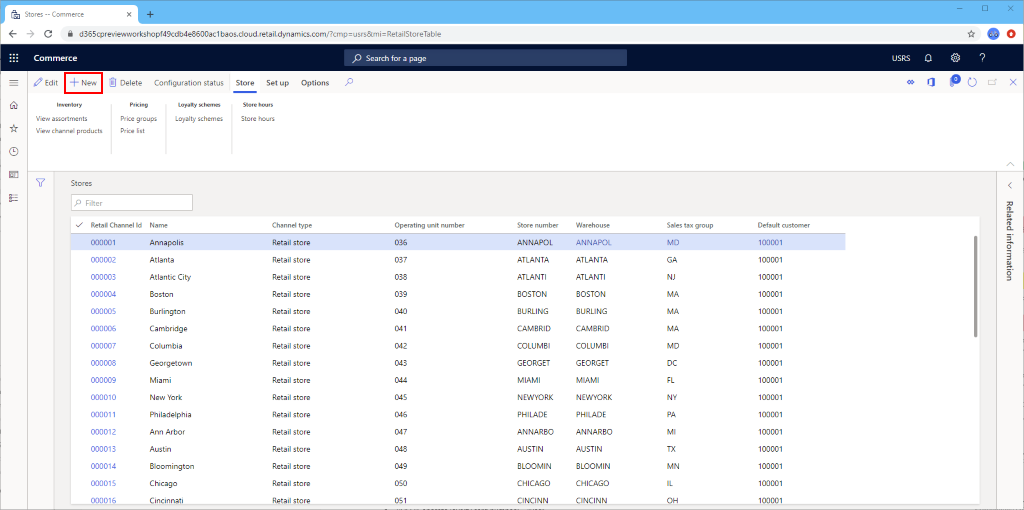 Stores -- Commerce
d365cpreviewworkshopf49cdb4e8600ac1baos.cloud.retail.dynamics.com/?cmp=usrs&mi=RetailStoreTable
Commerce Search for a page USRS ?
Edit New Delete Configuration status Store Set up Options 0
Inventory Pricing Loyalty schemes Store hours
View assortments Price groups Loyalty schemes Store hours
View channel products Price list
Stores
Filter
Related information
Retail Channel Id Name Channel type Operating unit number Store number Warehouse Sales tax group Default customer
000001 Annapolis Retail store 036 ANNAPOL ANNAPOL MD 100001
000002 Atlanta Retail store 037 ATLANTA ATLANTA GA 100001
000003 Atlantic City Retail store 038 ATLANTI ATLANTI NJ 100001
000004 Boston Retail store 039 BOSTON BOSTON MA 100001
000005 Burlington Retail store 040 BURLING BURLING MA 100001
000006 Cambridge Retail store 041 CAMBRID CAMBRID MA 100001
000007 Columbia Retail store 042 COLUMBI COLUMBI MD 100001
000008 Georgetown Retail store 043 GEORGET GEORGET DC 100001
000009 Miami Retail store 044 MIAMI MIAMI FL 100001
000010 New York Retail store 045 NEWYORK NEWYORK NY 100001
000011 Philadelphia Retail store 046 PHILADE PHILADE PA 100001
000012 Ann Arbor Retail store 047 ANNARBO ANNARBO MI 100001
000013 Austin Retail store 048 AUSTIN AUSTIN TX 100001
000014 Bloomington Retail store 049 BLOOMIN BLOOMIN MN 100001
000015 Chicago Retail store 050 CHICAGO CHICAGO IL 100001
000016 Cincinnati Retail store 051 CINCINN CINCINN OH 100001